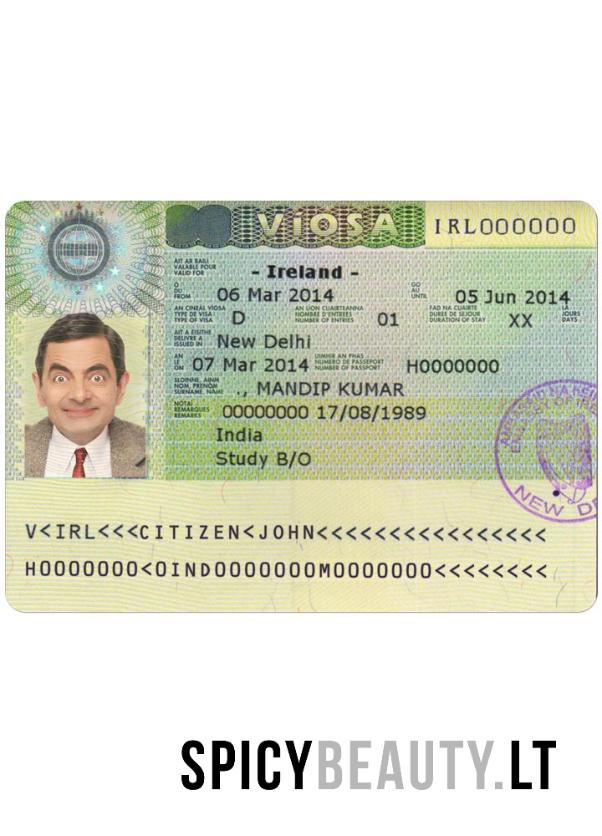 VíOSA
IRL000000
AIT AR BAILÍ
VALABLE POUR
VALID FOR
- Ireland -
Ó
DU
FROM
06 Mar 2014
GO
AU
UNTIL
05 Jun 2014
AN CINEÁL VÍOSA
TYPE DE VISA
TYPE OF VISA
D
AN LÍON CUAIRTEANNA
NOMBRE D'ENTRÉES
NUMBER OF ENTRIES
01
FAD NA CUAIRTE
DURÉE DE SÉJOUR
DURATION OF STAY
XX
LÁ
JOURS
DAYS
AIT A EISITHE
DÉLIVRÉ À
ISSUED IN
New Delhi
AN
LE
ON
07 Mar 2014
UIMHIR AN PHAS
NUMÉRO DE PASSEPORT
NUMBER OF PASSPORT
H0000000
SLOINNE, AINM
NOM, PRÉNOM
SURNAME, NAME
., MANDIP KUMAR
NÓTAÍ
REMARQUES
REMARKS
00000000 17/08/1989
India
Study B/O
NEW DE
V<IRL<<<CITIZEN<JOHN<<<<<<<<<<<<<<<<<
H0000000<0IND0000000M0000000<<<<<<<<
SPICYBEAUTY.LT